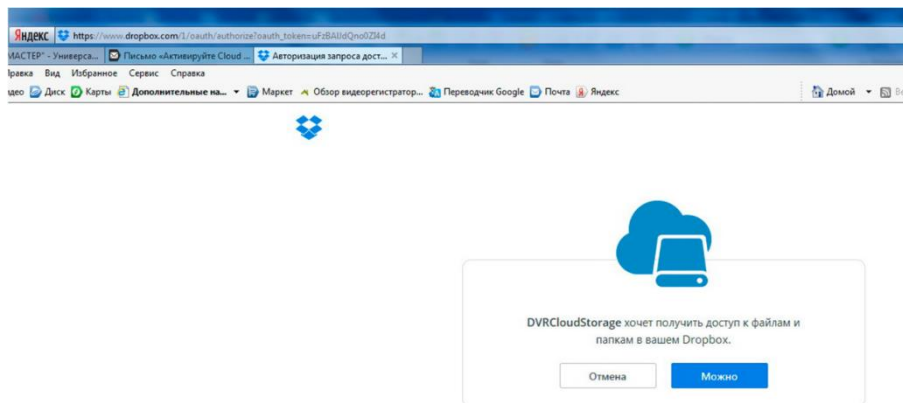 Яндекс https://www.dropbox.com/1/oauth/authorize?oauth_token=uFzBAUdQno0ZI4d
МАСТЕР" - Универса... Письмо «Активируйте Cloud ... Авторизация запроса дост... ×
Правка Вид Избранное Сервис Справка
Диск Карты Дополнительные на... Маркет Обзор видеорегистратор... Переводчик Google Почта Яндекс Домой
DVRCloudStorage хочет получить доступ к файлам и
папкам в вашем Dropbox.
Отмена Можно